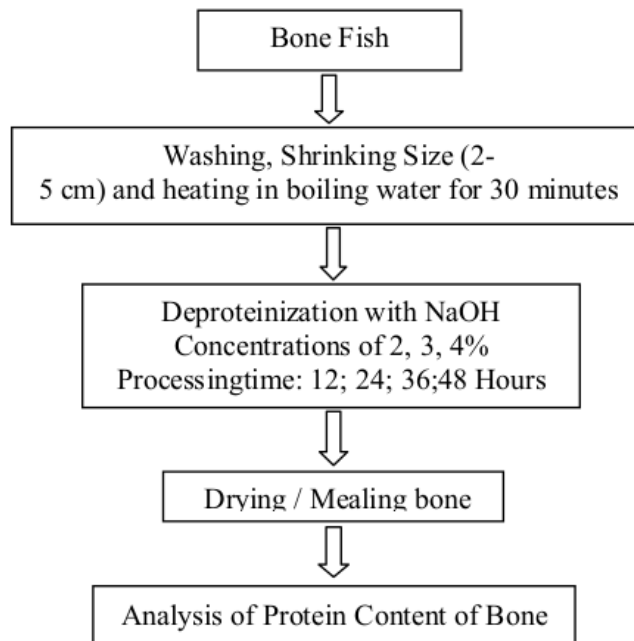 Bone Fish
Washing, Shrinking Size (2-
5 cm) and heating in boiling water for 30 minutes
Deproteinization with NaOH
Concentrations of 2, 3, 4%
Processingtime: 12; 24; 36;48 Hours
Drying / Mealing bone
Analysis of Protein Content of Bone